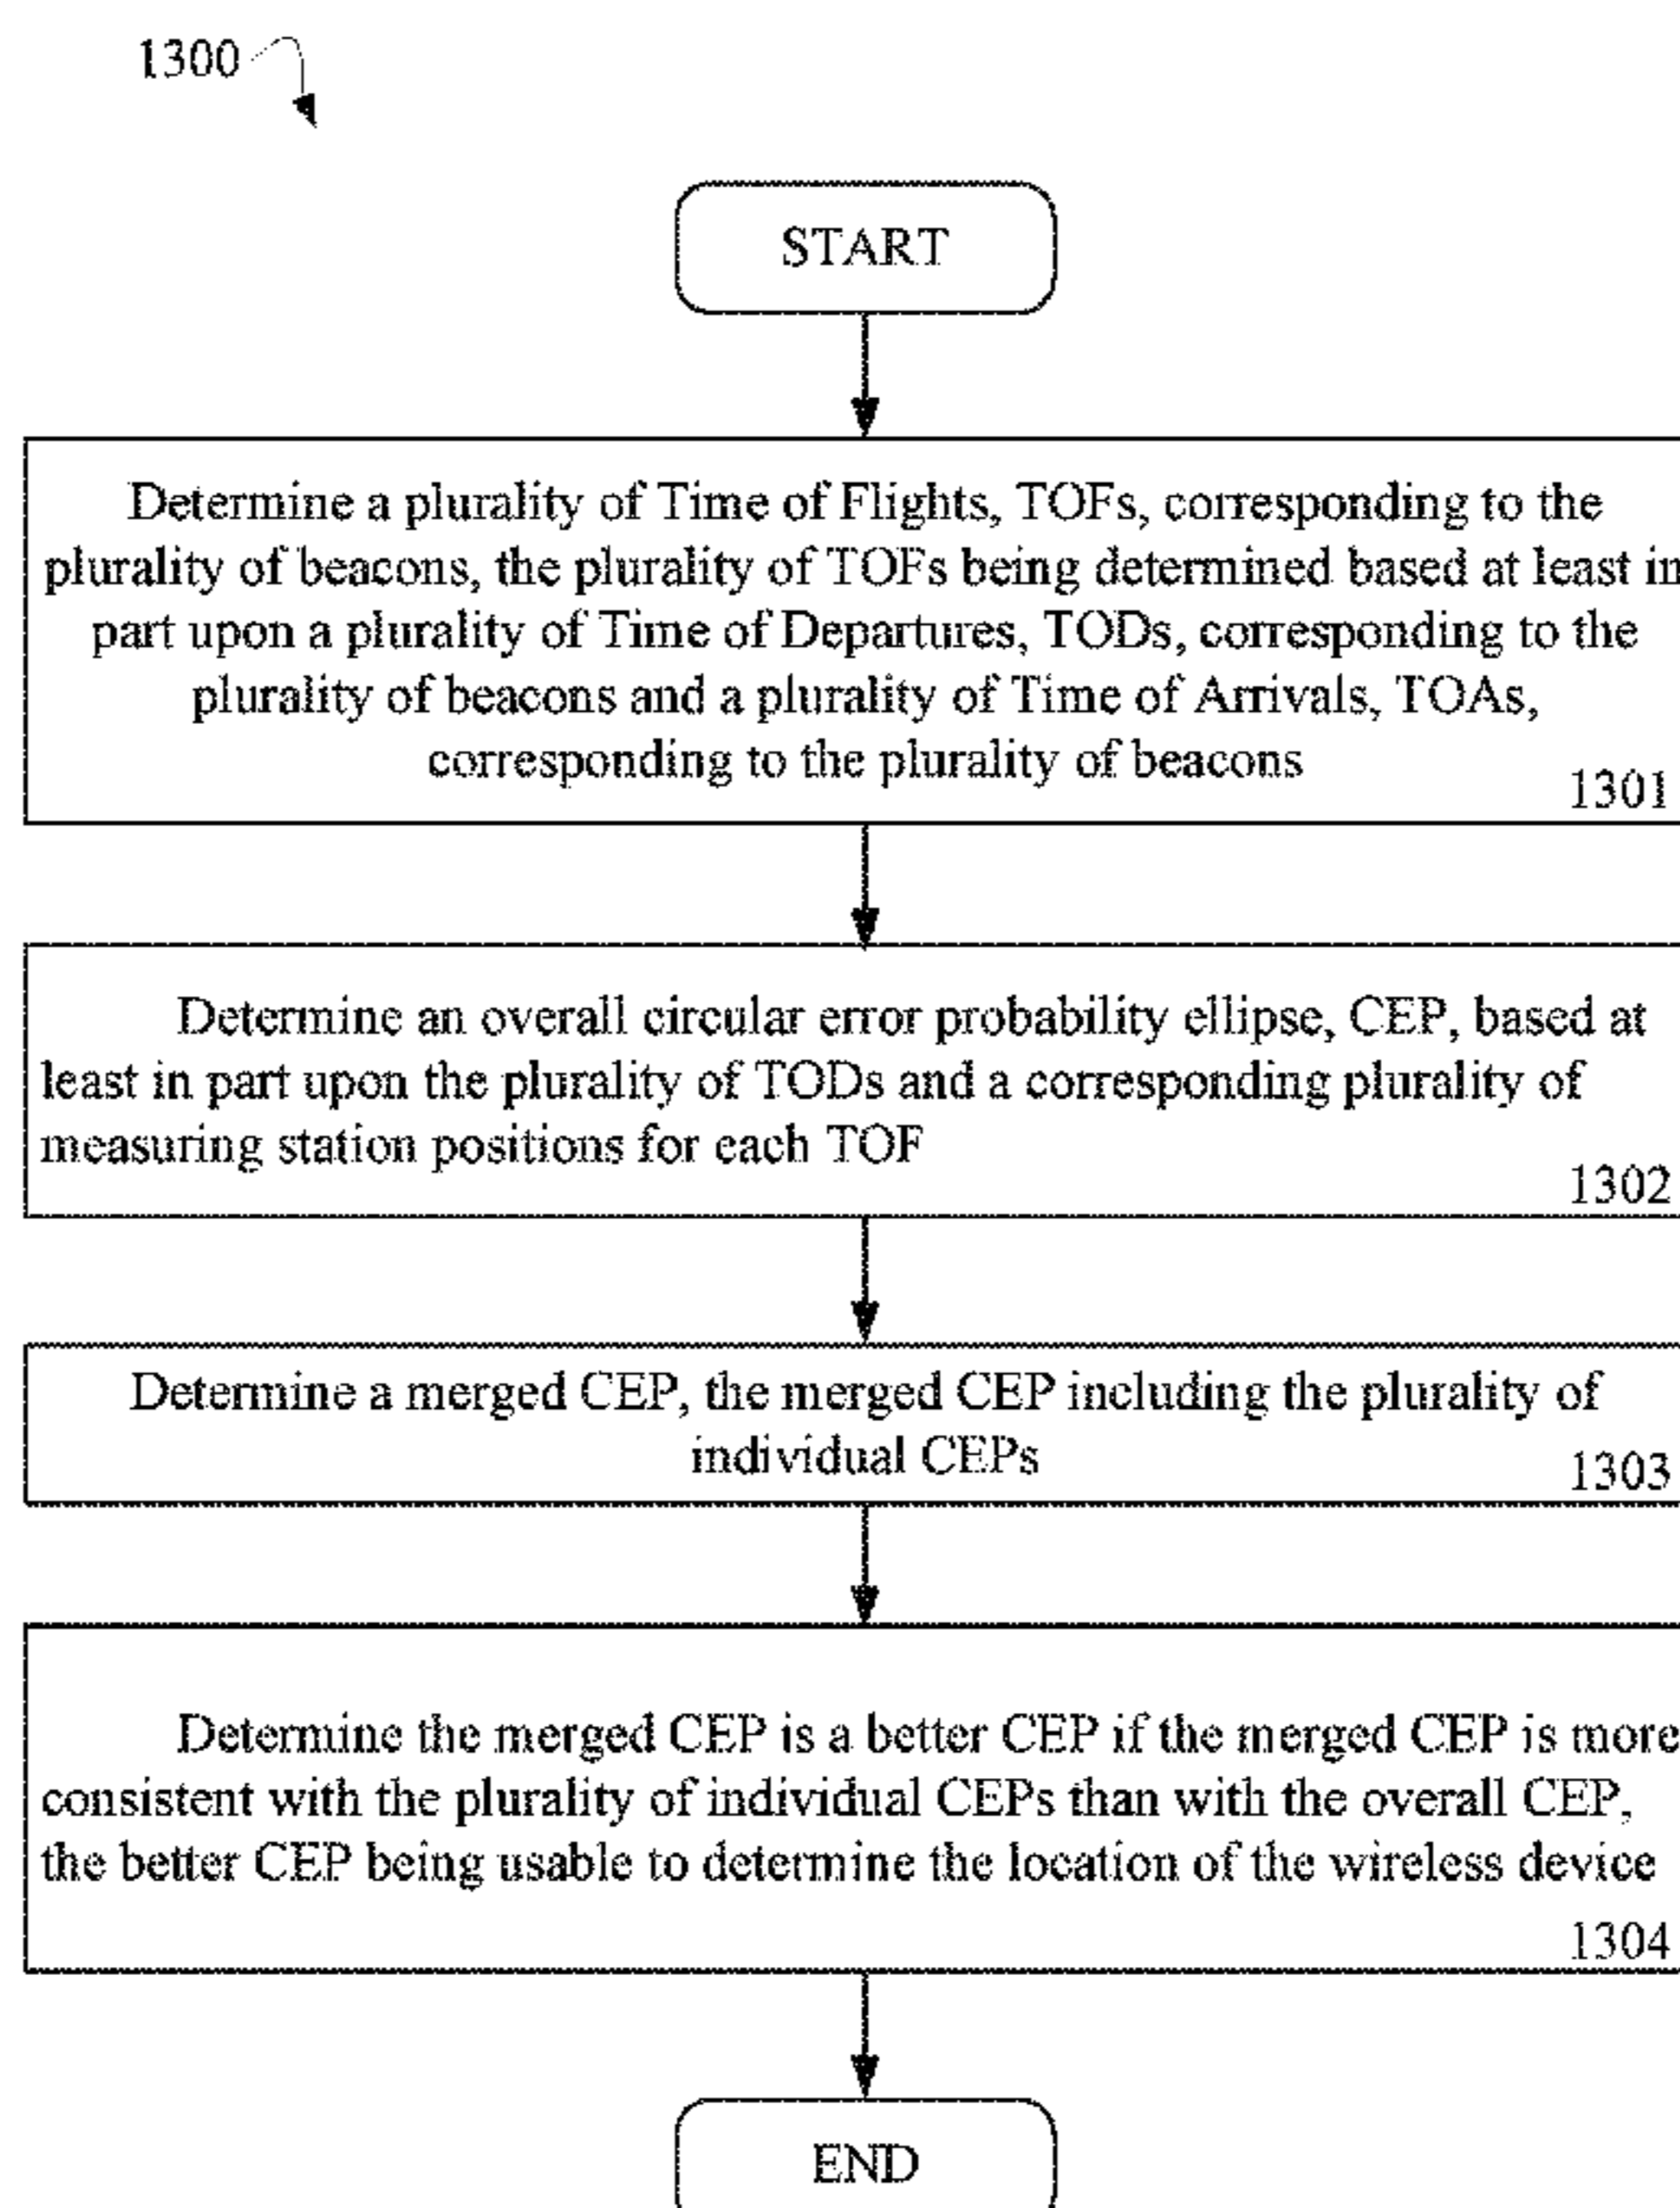 1300
START
Determine a plurality of Time of Flights, TOFs, corresponding to the
plurality of beacons, the plurality of TOFs being determined based at least in
part upon a plurality of Time of Departures, TODs, corresponding to the
plurality of beacons and a plurality of Time of Arrivals, TOAs,
corresponding to the plurality of beacons
1301
Determine an overall circular error probability ellipse, CEP, based at
least in part upon the plurality of TODs and a corresponding plurality of
measuring station positions for each TOF
1302
Determine a merged CEP, the merged CEP including the plurality of
individual CEPs
1303
Determine the merged CEP is a better CEP if the merged CEP is more
consistent with the plurality of individual CEPs than with the overall CEP,
the better CEP being usable to determine the location of the wireless device
1304
END